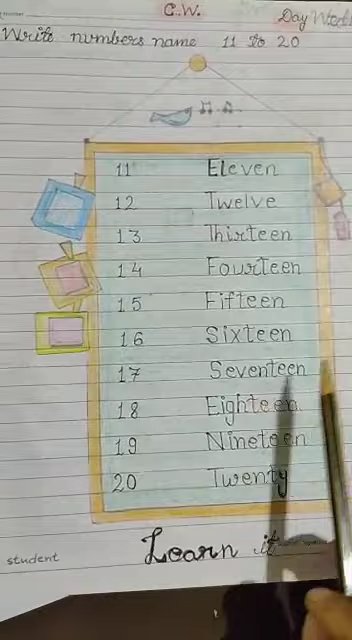 C.W.
Day Wed
Write numbers name 11 to 20
11 Eleven
12 Twelve
13 Thirteen
14 Fourteen
15 Fifteen
16 Sixteen
17 Seventeen
18 Eighteen
19 Nineteen
20 Twenty
Learn it
student